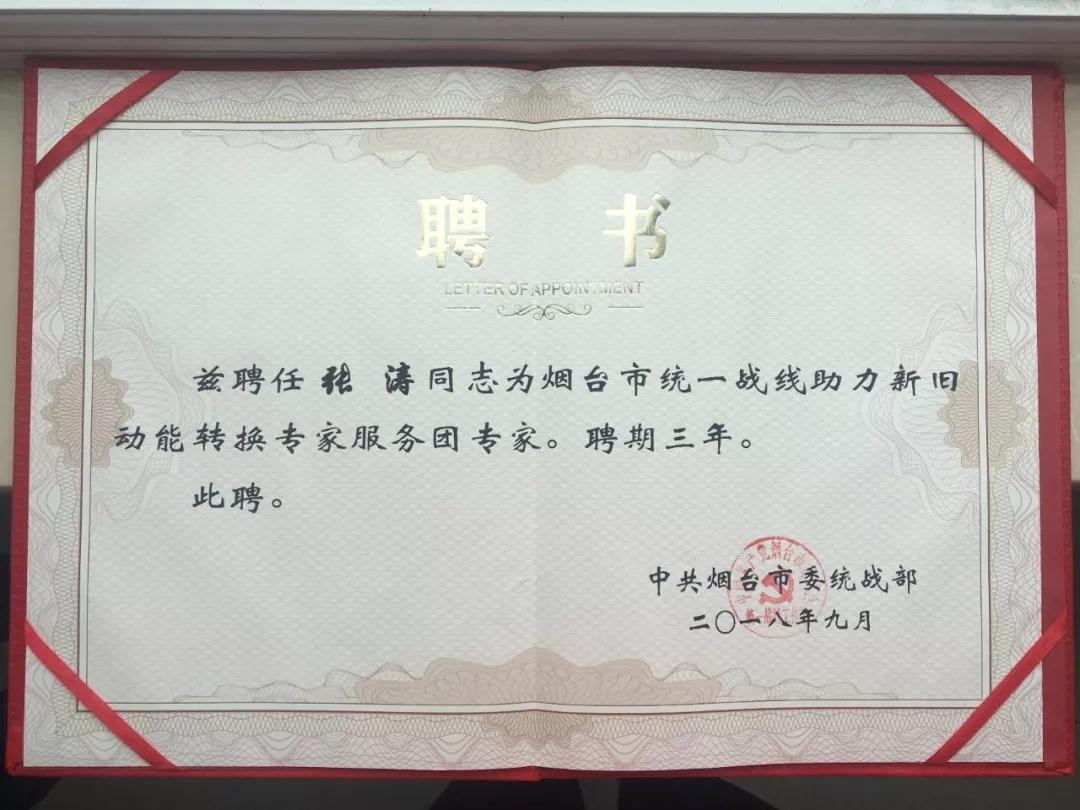 聘 书
LETTER OF APPOINTMENT
兹聘任张 涛同志为烟台市统一战线助力新旧
动能转换专家服务团专家。聘期三年。
此聘。
中共烟台市委统战部
二〇一八年九月